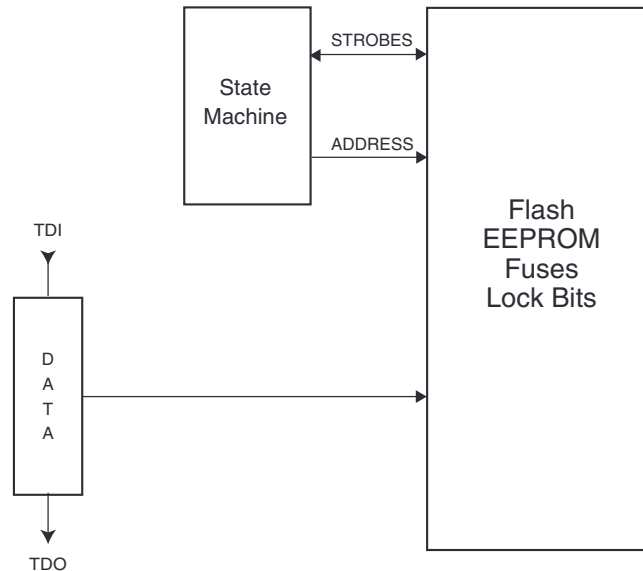 STROBES
State
Machine
ADDRESS
Flash
EEPROM
Fuses
Lock Bits
TDI
D
A
T
A
TDO